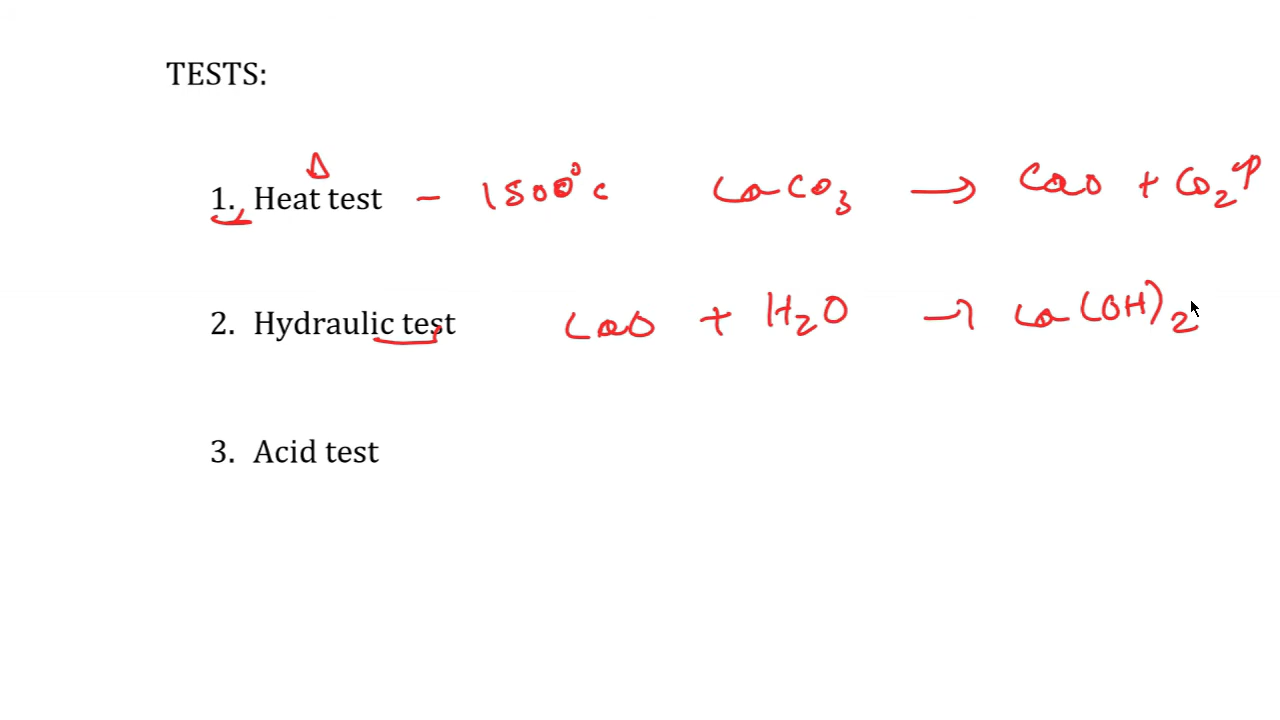 TESTS:
Δ
1. Heat test – 1500°C CaCO₃ → CaO + CO₂↑
2. Hydraulic test CaO + H₂O → Ca(OH)₂
3. Acid test